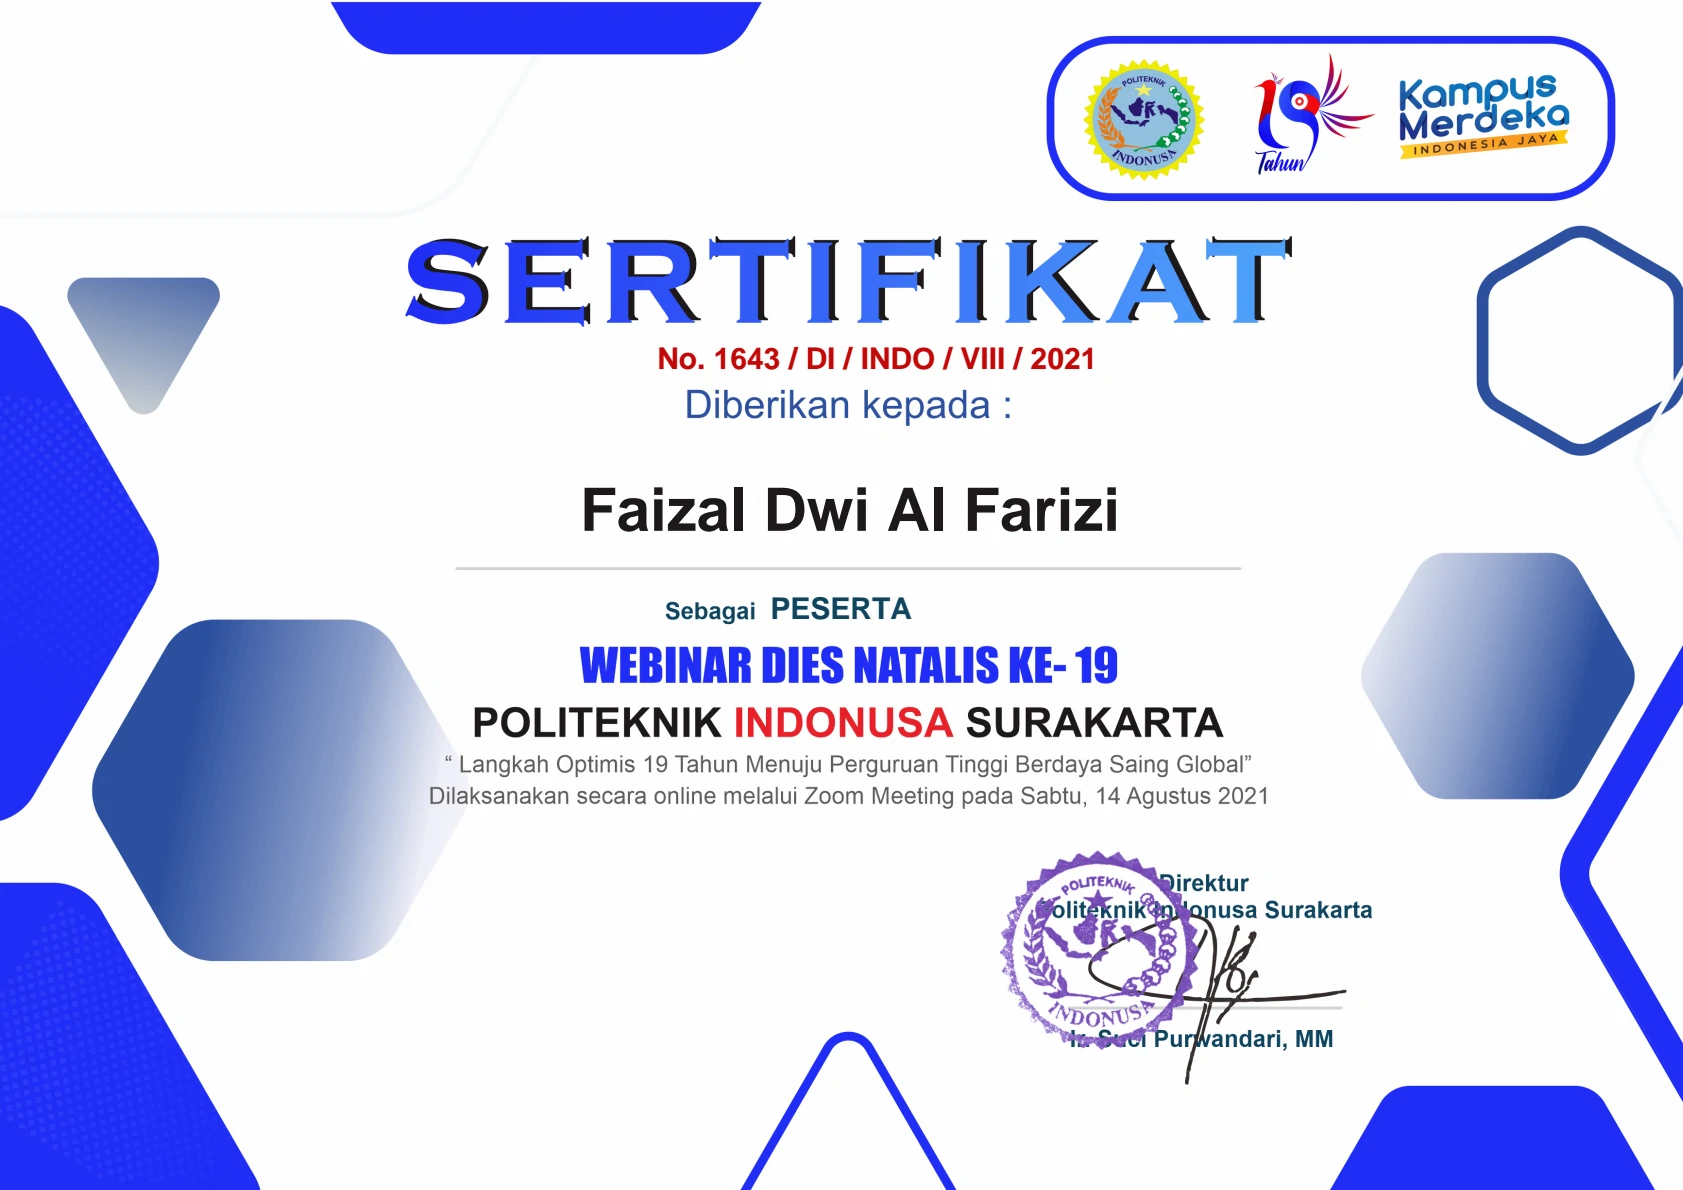 POLITEKNIK
INDONUSA
19
Tahun
Kampus
Merdeka
INDONESIA JAYA
SERTIFIKAT
No. 1643 / DI / INDO / VIII / 2021
Diberikan kepada :
Faizal Dwi Al Farizi
Sebagai PESERTA
WEBINAR DIES NATALIS KE- 19
POLITEKNIK INDONUSA SURAKARTA
“ Langkah Optimis 19 Tahun Menuju Perguruan Tinggi Berdaya Saing Global”
Dilaksanakan secara online melalui Zoom Meeting pada Sabtu, 14 Agustus 2021
Direktur
Politeknik Indonusa Surakarta
POLITEKNIK
INDONUSA
Ir. Suci Purwandari, MM